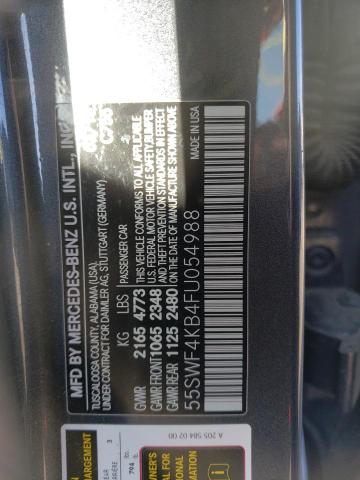 MFD BY MERCEDES-BENZ U.S. INTL., INC.
TUSCALOOSA COUNTY, ALABAMA (USA),
UNDER CONTRACT FOR DAIMLER AG, STUTTGART (GERMANY)
KG LBS PASSENGER CAR
GVWR 2165 4773 THIS VEHICLE CONFORMS TO ALL APPLICABLE
GAWR FRONT 1065 2348 U.S. FEDERAL MOTOR VEHICLE SAFETY, BUMPER
GAWR REAR 1125 2480 AND THEFT PREVENTION STANDARDS IN EFFECT
ON THE DATE OF MANUFACTURE SHOWN ABOVE
55SWF4KB4FU054988
A 205 584 02 00
3
lbs.
794